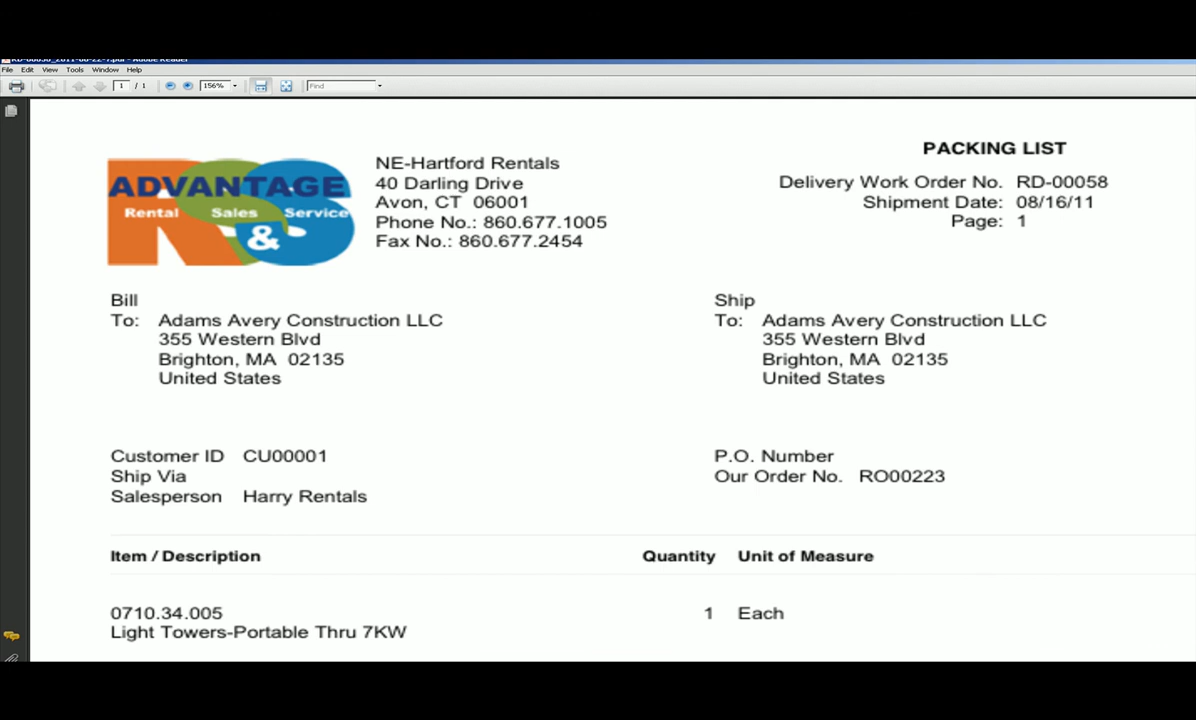 File Edit View Tools Window Help
1 / 1 156% Find
PACKING LIST
ADVANTAGE
Rental Sales Service
&
NE-Hartford Rentals
40 Darling Drive
Avon, CT 06001
Phone No.: 860.677.1005
Fax No.: 860.677.2454
Delivery Work Order No. RD-00058
Shipment Date: 08/16/11
Page: 1
Bill
To: Adams Avery Construction LLC
355 Western Blvd
Brighton, MA 02135
United States
Ship
To: Adams Avery Construction LLC
355 Western Blvd
Brighton, MA 02135
United States
Customer ID CU00001
Ship Via
Salesperson Harry Rentals
P.O. Number
Our Order No. RO00223
Item / Description Quantity Unit of Measure
0710.34.005 1 Each
Light Towers-Portable Thru 7KW